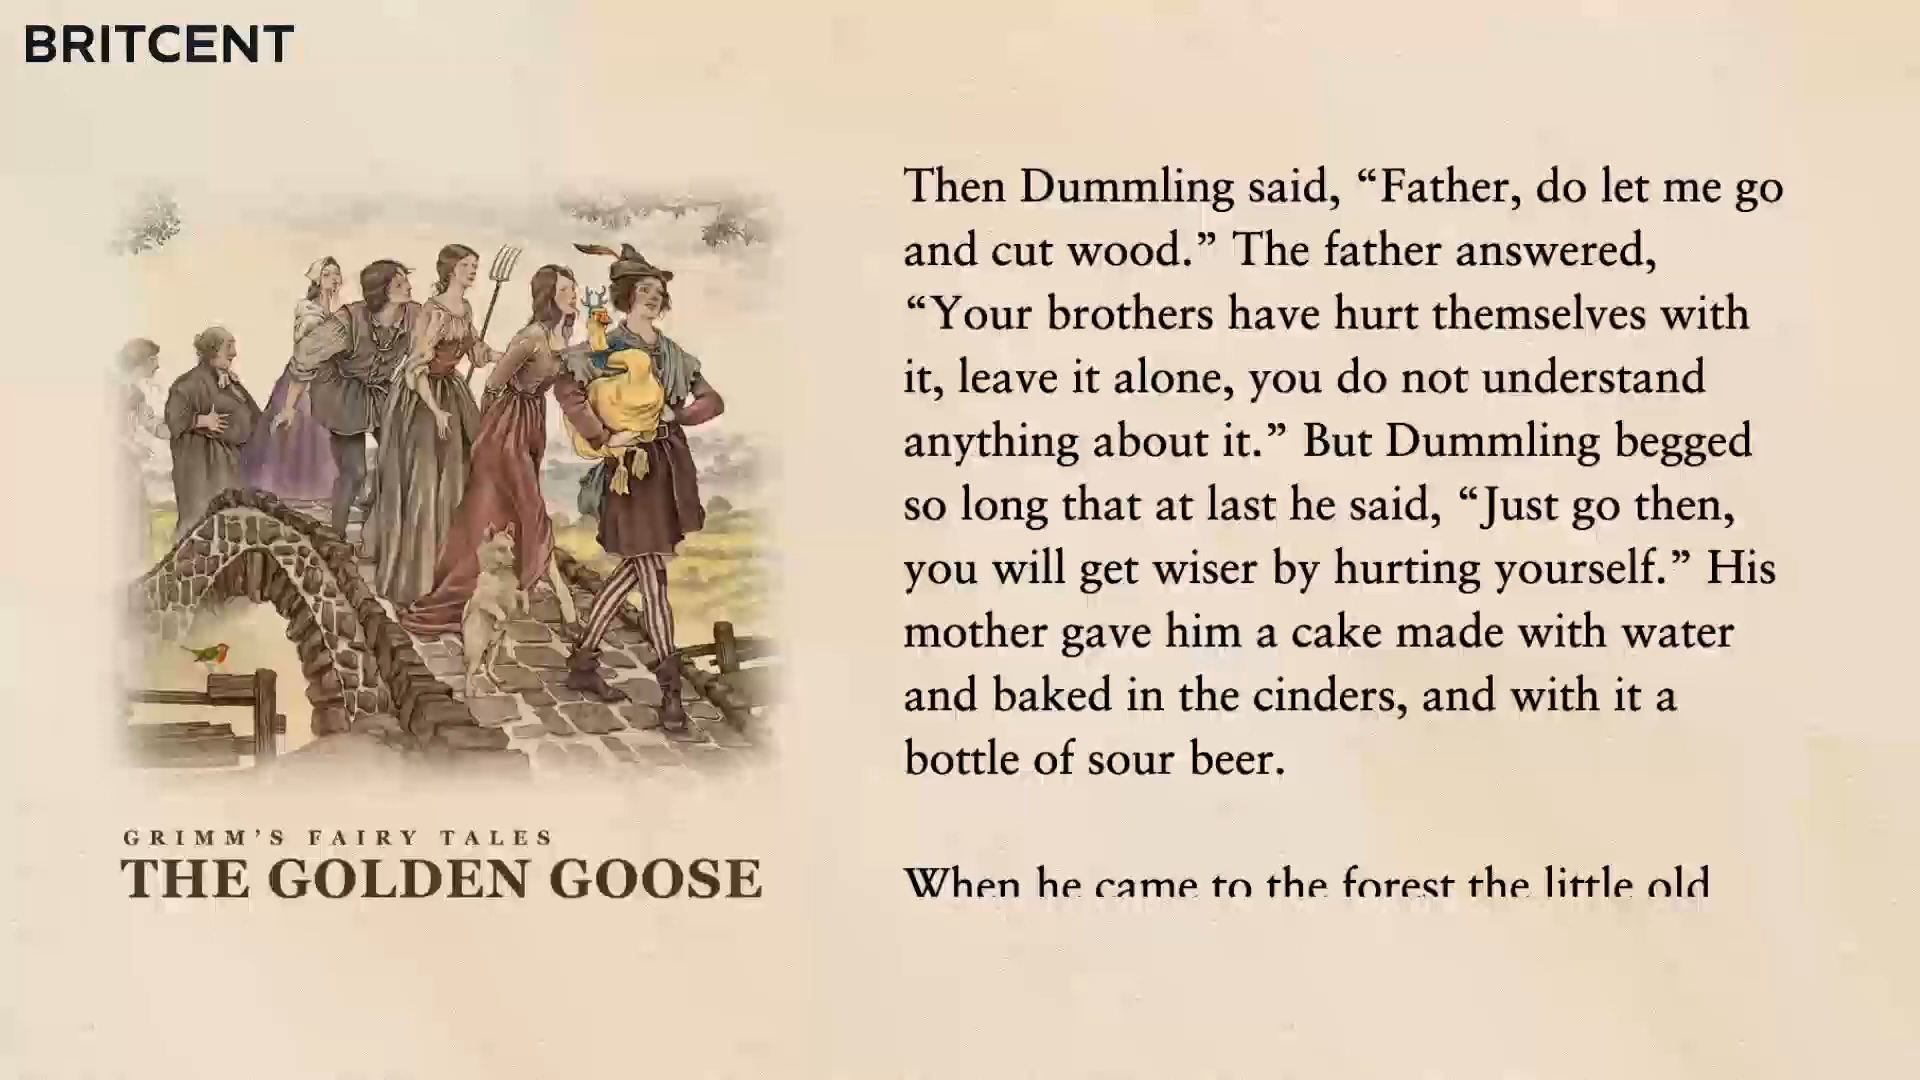 BRITCENT
Then Dummling said, “Father, do let me go
and cut wood.” The father answered,
“Your brothers have hurt themselves with
it, leave it alone, you do not understand
anything about it.” But Dummling begged
so long that at last he said, “Just go then,
you will get wiser by hurting yourself.” His
mother gave him a cake made with water
and baked in the cinders, and with it a
bottle of sour beer.
When he came to the forest the little old
GRIMM’S FAIRY TALES
THE GOLDEN GOOSE